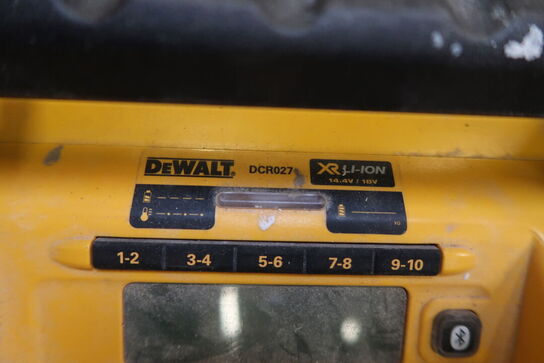 DEWALT DCR027 XR LI-ION
14.4V / 18V
1-2 3-4 5-6 7-8 9-10